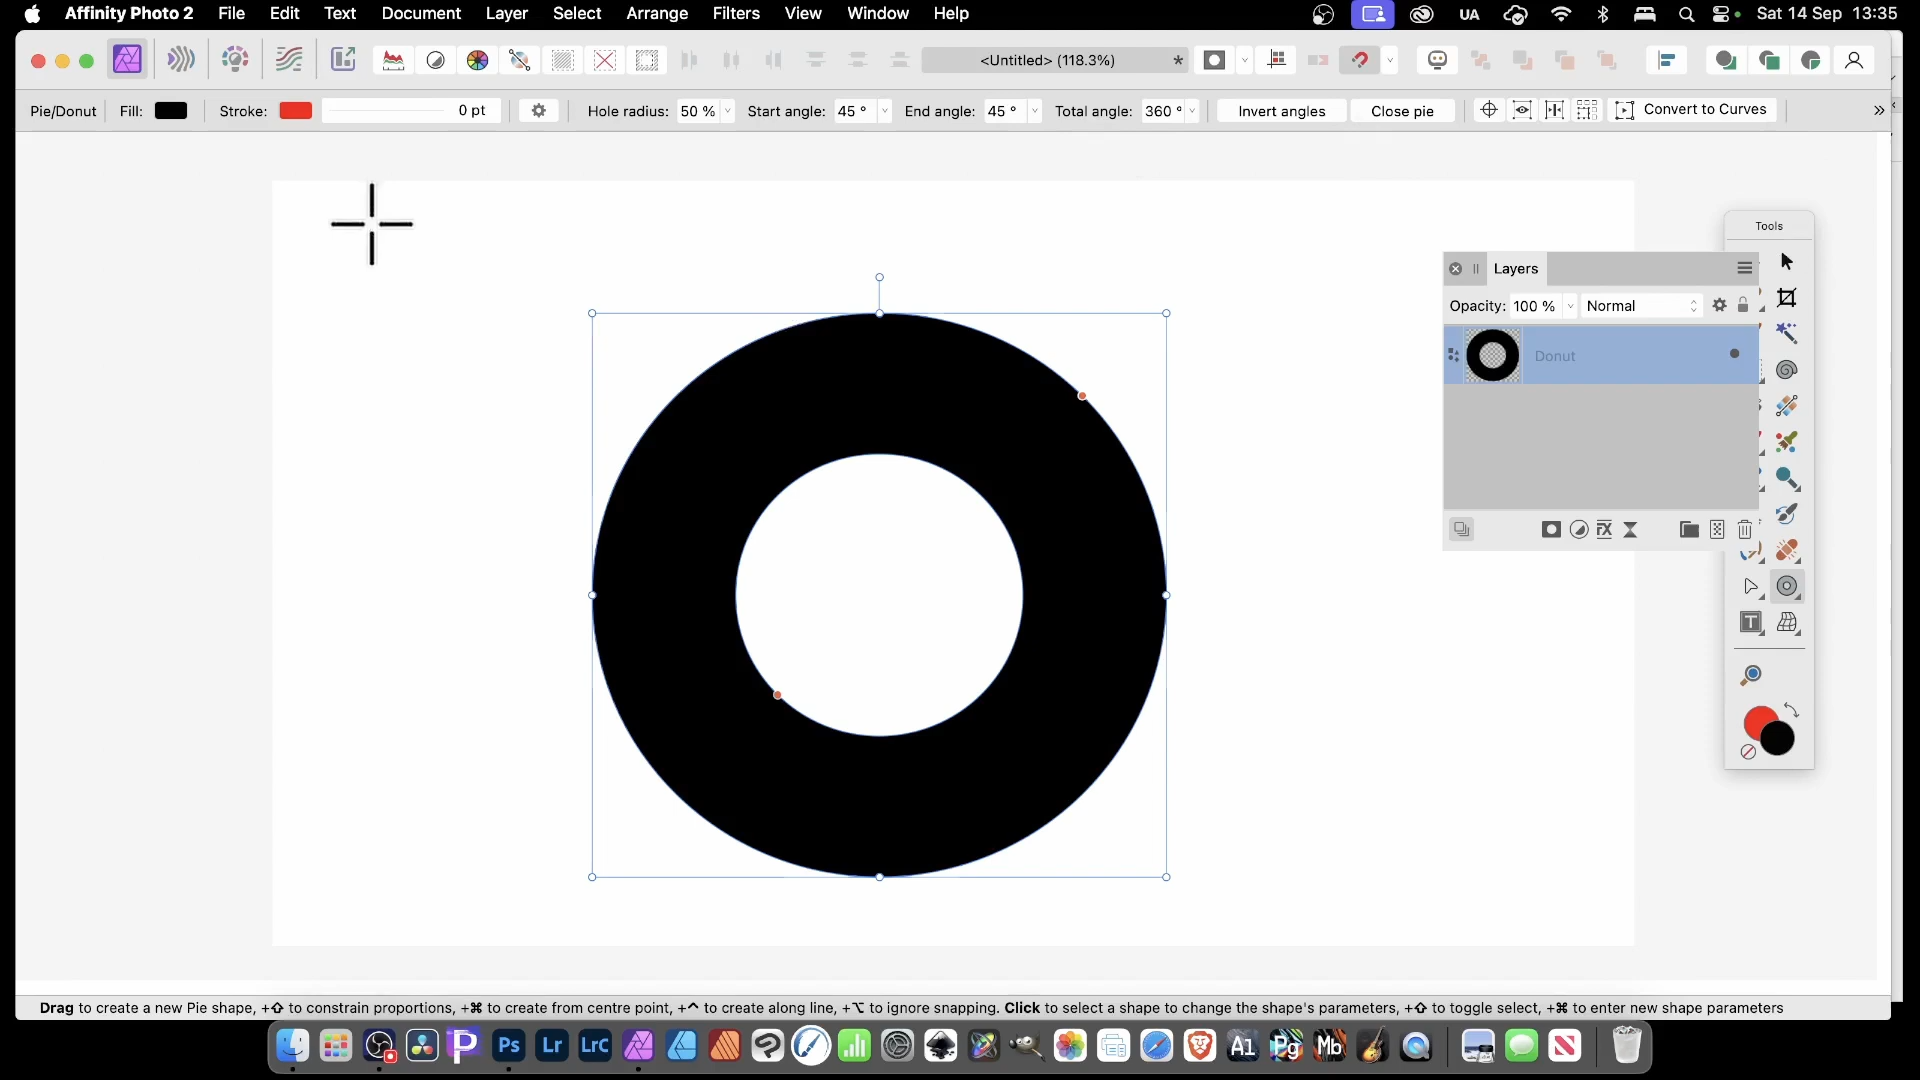 Affinity Photo 2 File Edit Text Document Layer Select Arrange Filters View Window Help UA Sat 14 Sep 13:35
<Untitled> (118.3%) *
Pie/Donut Fill: Stroke: 0 pt Hole radius: 50 % Start angle: 45 ° End angle: 45 ° Total angle: 360 ° Invert angles Close pie Convert to Curves »
Tools
Layers
Opacity: 100 % Normal
Donut
FX
T
Drag to create a new Pie shape, +⇧ to constrain proportions, +⌘ to create from centre point, +⌃ to create along line, +⌥ to ignore snapping. Click to select a shape to change the shape's parameters, +⇧ to toggle select, +⌘ to enter new shape parameters
P Ps Lr LrC A1 Pg Mb N